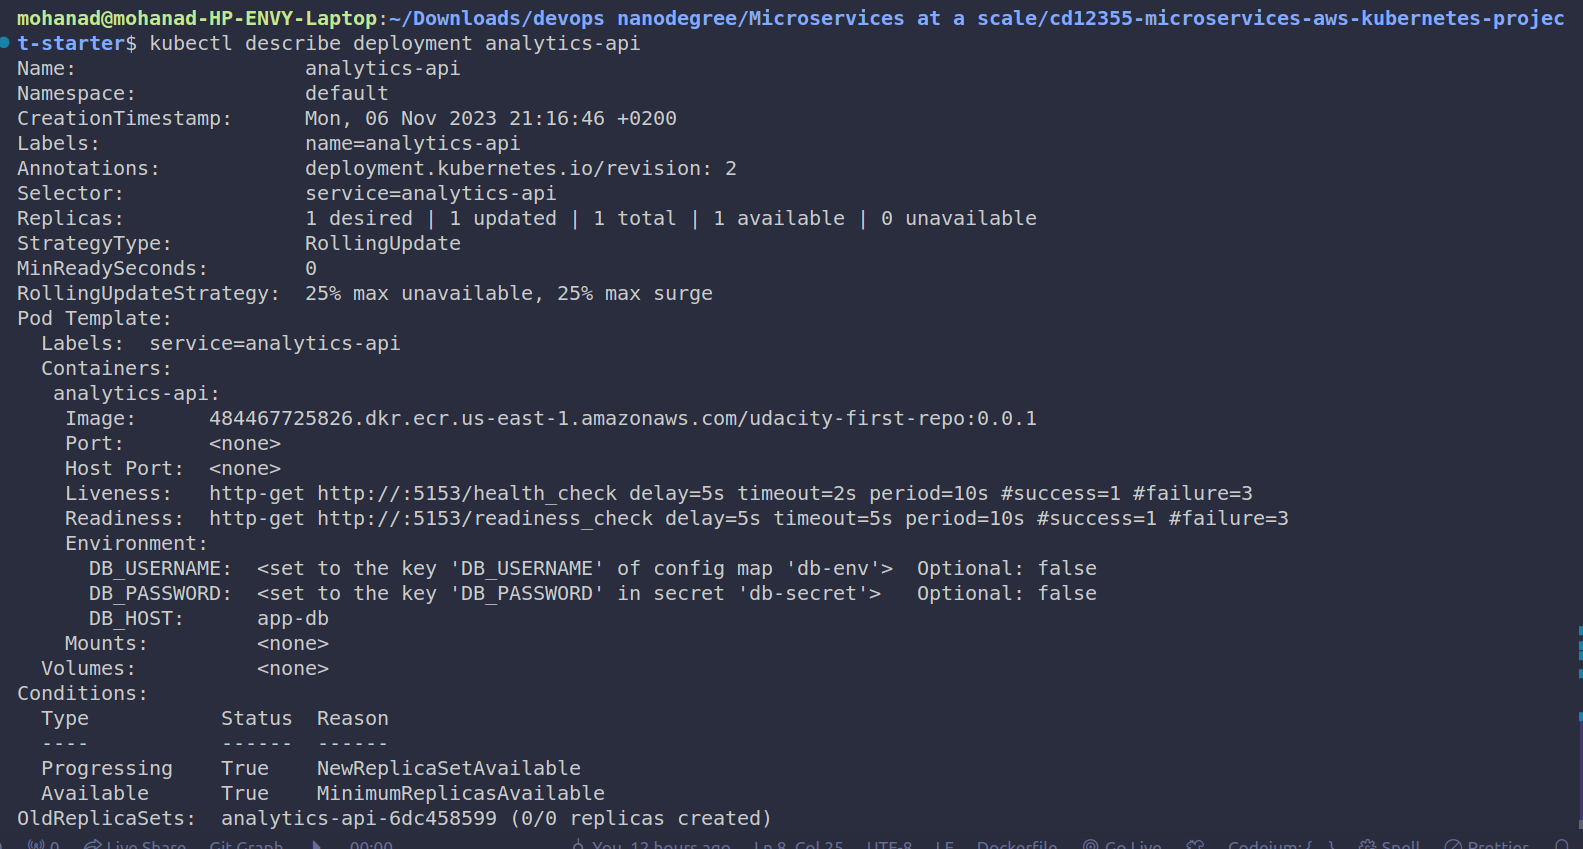 mohanad@mohanad-HP-ENVY-Laptop:~/Downloads/devops nanodegree/Microservices at a scale/cd12355-microservices-aws-kubernetes-projec
t-starter$ kubectl describe deployment analytics-api
Name:                   analytics-api
Namespace:              default
CreationTimestamp:      Mon, 06 Nov 2023 21:16:46 +0200
Labels:                 name=analytics-api
Annotations:            deployment.kubernetes.io/revision: 2
Selector:               service=analytics-api
Replicas:               1 desired | 1 updated | 1 total | 1 available | 0 unavailable
StrategyType:           RollingUpdate
MinReadySeconds:        0
RollingUpdateStrategy:  25% max unavailable, 25% max surge
Pod Template:
  Labels:  service=analytics-api
  Containers:
   analytics-api:
    Image:      484467725826.dkr.ecr.us-east-1.amazonaws.com/udacity-first-repo:0.0.1
    Port:       <none>
    Host Port:  <none>
    Liveness:   http-get http://:5153/health_check delay=5s timeout=2s period=10s #success=1 #failure=3
    Readiness:  http-get http://:5153/readiness_check delay=5s timeout=5s period=10s #success=1 #failure=3
    Environment:
      DB_USERNAME:  <set to the key 'DB_USERNAME' of config map 'db-env'>  Optional: false
      DB_PASSWORD:  <set to the key 'DB_PASSWORD' in secret 'db-secret'>   Optional: false
      DB_HOST:      app-db
    Mounts:         <none>
  Volumes:          <none>
Conditions:
  Type           Status  Reason
  ----           ------  ------
  Progressing    True    NewReplicaSetAvailable
  Available      True    MinimumReplicasAvailable
OldReplicaSets:  analytics-api-6dc458599 (0/0 replicas created)
0 Live Share Git Graph 00:00 You, 12 hours ago Ln 8, Col 25 UTF-8 LF Dockerfile Go Live Codeium: {...} Spell Prettier